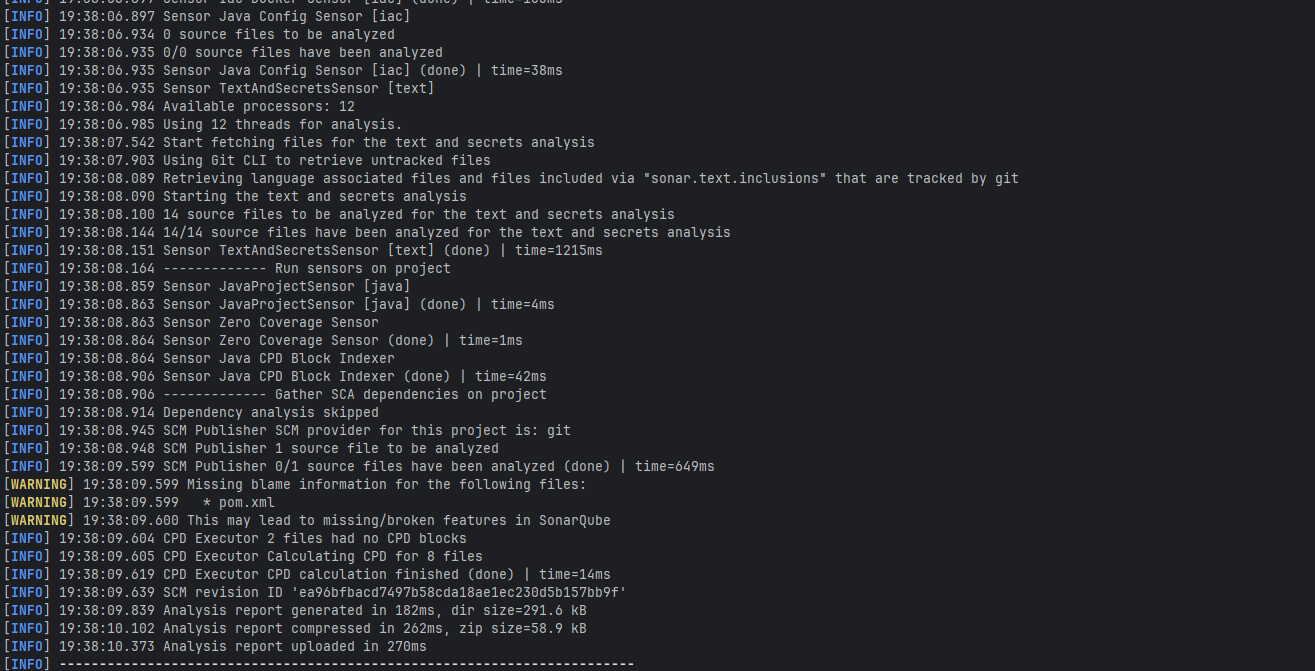 [INFO] 19:38:06.897 Sensor IaC Docker Sensor [iac] (done) | time=
[INFO] 19:38:06.897 Sensor Java Config Sensor [iac]
[INFO] 19:38:06.934 0 source files to be analyzed
[INFO] 19:38:06.935 0/0 source files have been analyzed
[INFO] 19:38:06.935 Sensor Java Config Sensor [iac] (done) | time=38ms
[INFO] 19:38:06.935 Sensor TextAndSecretsSensor [text]
[INFO] 19:38:06.984 Available processors: 12
[INFO] 19:38:06.985 Using 12 threads for analysis.
[INFO] 19:38:07.542 Start fetching files for the text and secrets analysis
[INFO] 19:38:07.903 Using Git CLI to retrieve untracked files
[INFO] 19:38:08.089 Retrieving language associated files and files included via "sonar.text.inclusions" that are tracked by git
[INFO] 19:38:08.090 Starting the text and secrets analysis
[INFO] 19:38:08.100 14 source files to be analyzed for the text and secrets analysis
[INFO] 19:38:08.144 14/14 source files have been analyzed for the text and secrets analysis
[INFO] 19:38:08.151 Sensor TextAndSecretsSensor [text] (done) | time=1215ms
[INFO] 19:38:08.164 ------------- Run sensors on project
[INFO] 19:38:08.859 Sensor JavaProjectSensor [java]
[INFO] 19:38:08.863 Sensor JavaProjectSensor [java] (done) | time=4ms
[INFO] 19:38:08.863 Sensor Zero Coverage Sensor
[INFO] 19:38:08.864 Sensor Zero Coverage Sensor (done) | time=1ms
[INFO] 19:38:08.864 Sensor Java CPD Block Indexer
[INFO] 19:38:08.906 Sensor Java CPD Block Indexer (done) | time=42ms
[INFO] 19:38:08.906 ------------- Gather SCA dependencies on project
[INFO] 19:38:08.914 Dependency analysis skipped
[INFO] 19:38:08.945 SCM Publisher SCM provider for this project is: git
[INFO] 19:38:08.948 SCM Publisher 1 source file to be analyzed
[INFO] 19:38:09.599 SCM Publisher 0/1 source files have been analyzed (done) | time=649ms
[WARNING] 19:38:09.599 Missing blame information for the following files:
[WARNING] 19:38:09.599   * pom.xml
[WARNING] 19:38:09.600 This may lead to missing/broken features in SonarQube
[INFO] 19:38:09.604 CPD Executor 2 files had no CPD blocks
[INFO] 19:38:09.605 CPD Executor Calculating CPD for 8 files
[INFO] 19:38:09.619 CPD Executor CPD calculation finished (done) | time=14ms
[INFO] 19:38:09.639 SCM revision ID 'ea96bfbacd7497b58cda18ae1ec230d5b157bb9f'
[INFO] 19:38:09.839 Analysis report generated in 182ms, dir size=291.6 kB
[INFO] 19:38:10.102 Analysis report compressed in 262ms, zip size=58.9 kB
[INFO] 19:38:10.373 Analysis report uploaded in 270ms
[INFO] ------------------------------------------------------------------------